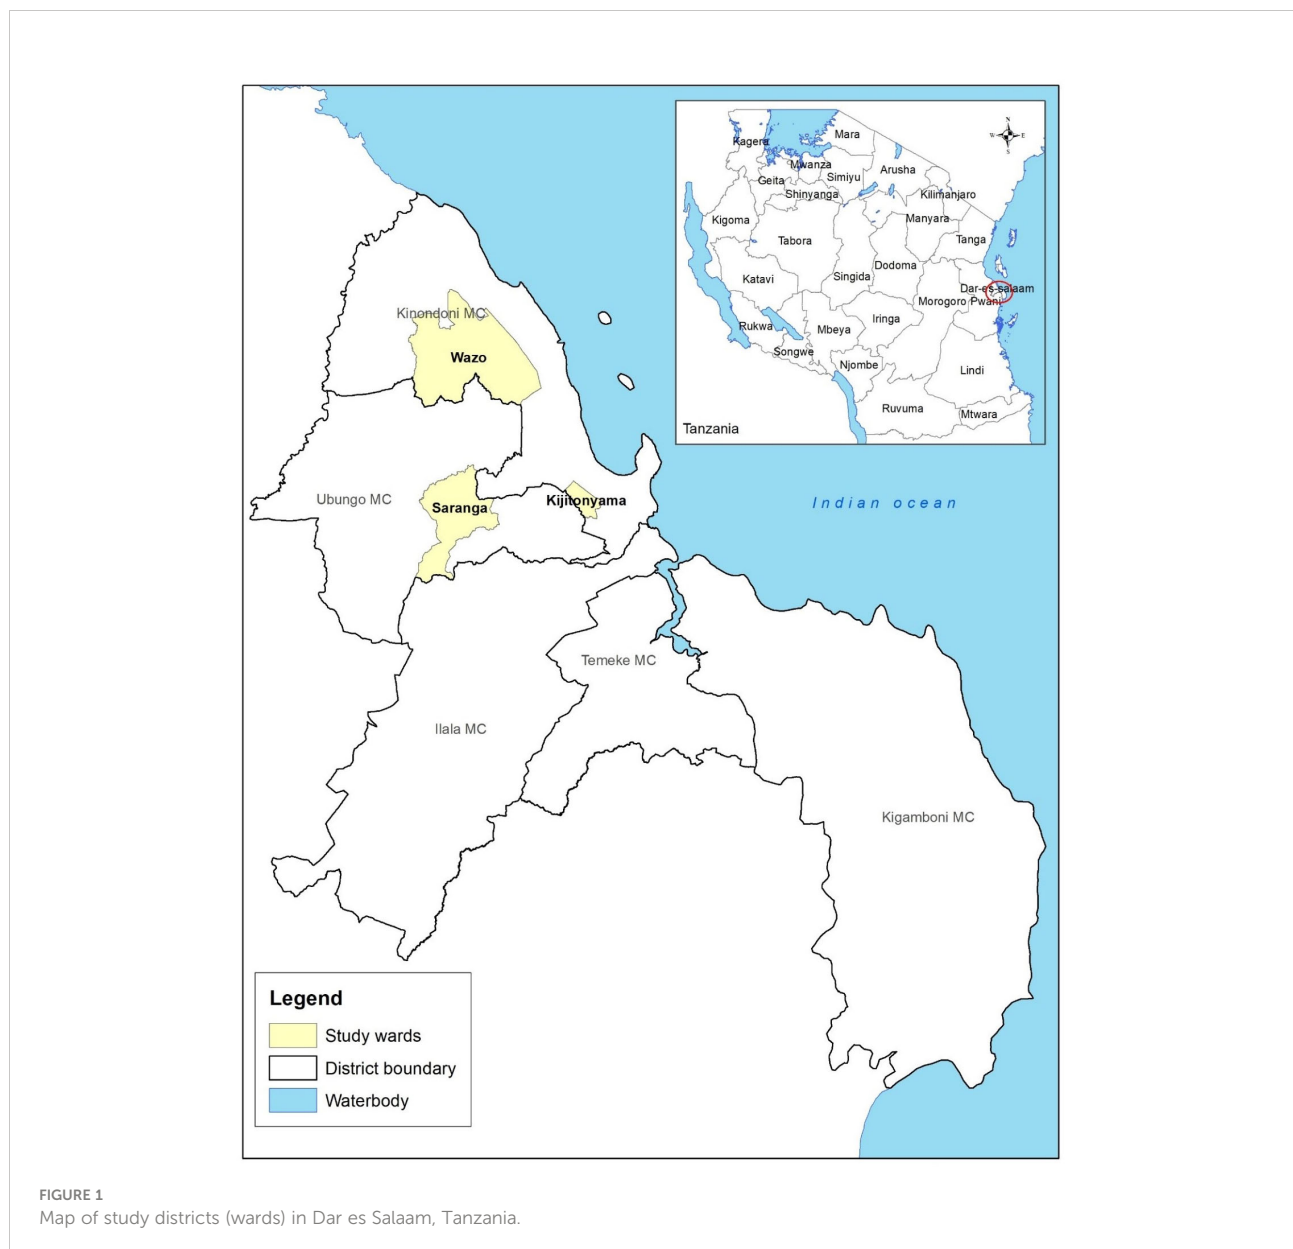 Kagera
Mara
Mwanza
Geita
Simiyu
Arusha
Shinyanga
Kilimanjaro
Kigoma
Manyara
Tabora
Tanga
Dodoma
Katavi
Singida
Dar-es-salaam
Morogoro Pwani
Rukwa
Mbeya
Iringa
Songwe
Njombe
Lindi
Ruvuma
Mtwara
Tanzania
N
W E
S
Kinondoni MC
Wazo
Ubungo MC
Saranga
Kijitonyama
Indian ocean
Temeke MC
Ilala MC
Kigamboni MC
Legend
Study wards
District boundary
Waterbody
FIGURE 1
Map of study districts (wards) in Dar es Salaam, Tanzania.